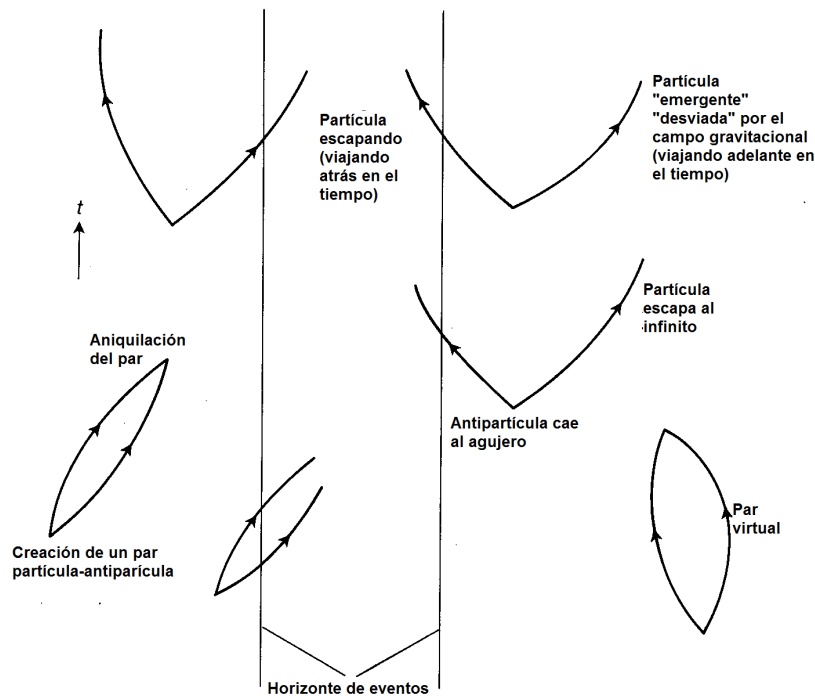 Partícula
escapando
(viajando
atrás en el
tiempo)
Partícula
"emergente"
"desviada" por el
campo gravitacional
(viajando adelante en
el tiempo)
t
Partícula
escapa al
infinito
Aniquilación
del par
Antipartícula cae
al agujero
Par
virtual
Creación de un par
partícula-antiparícula
Horizonte de eventos